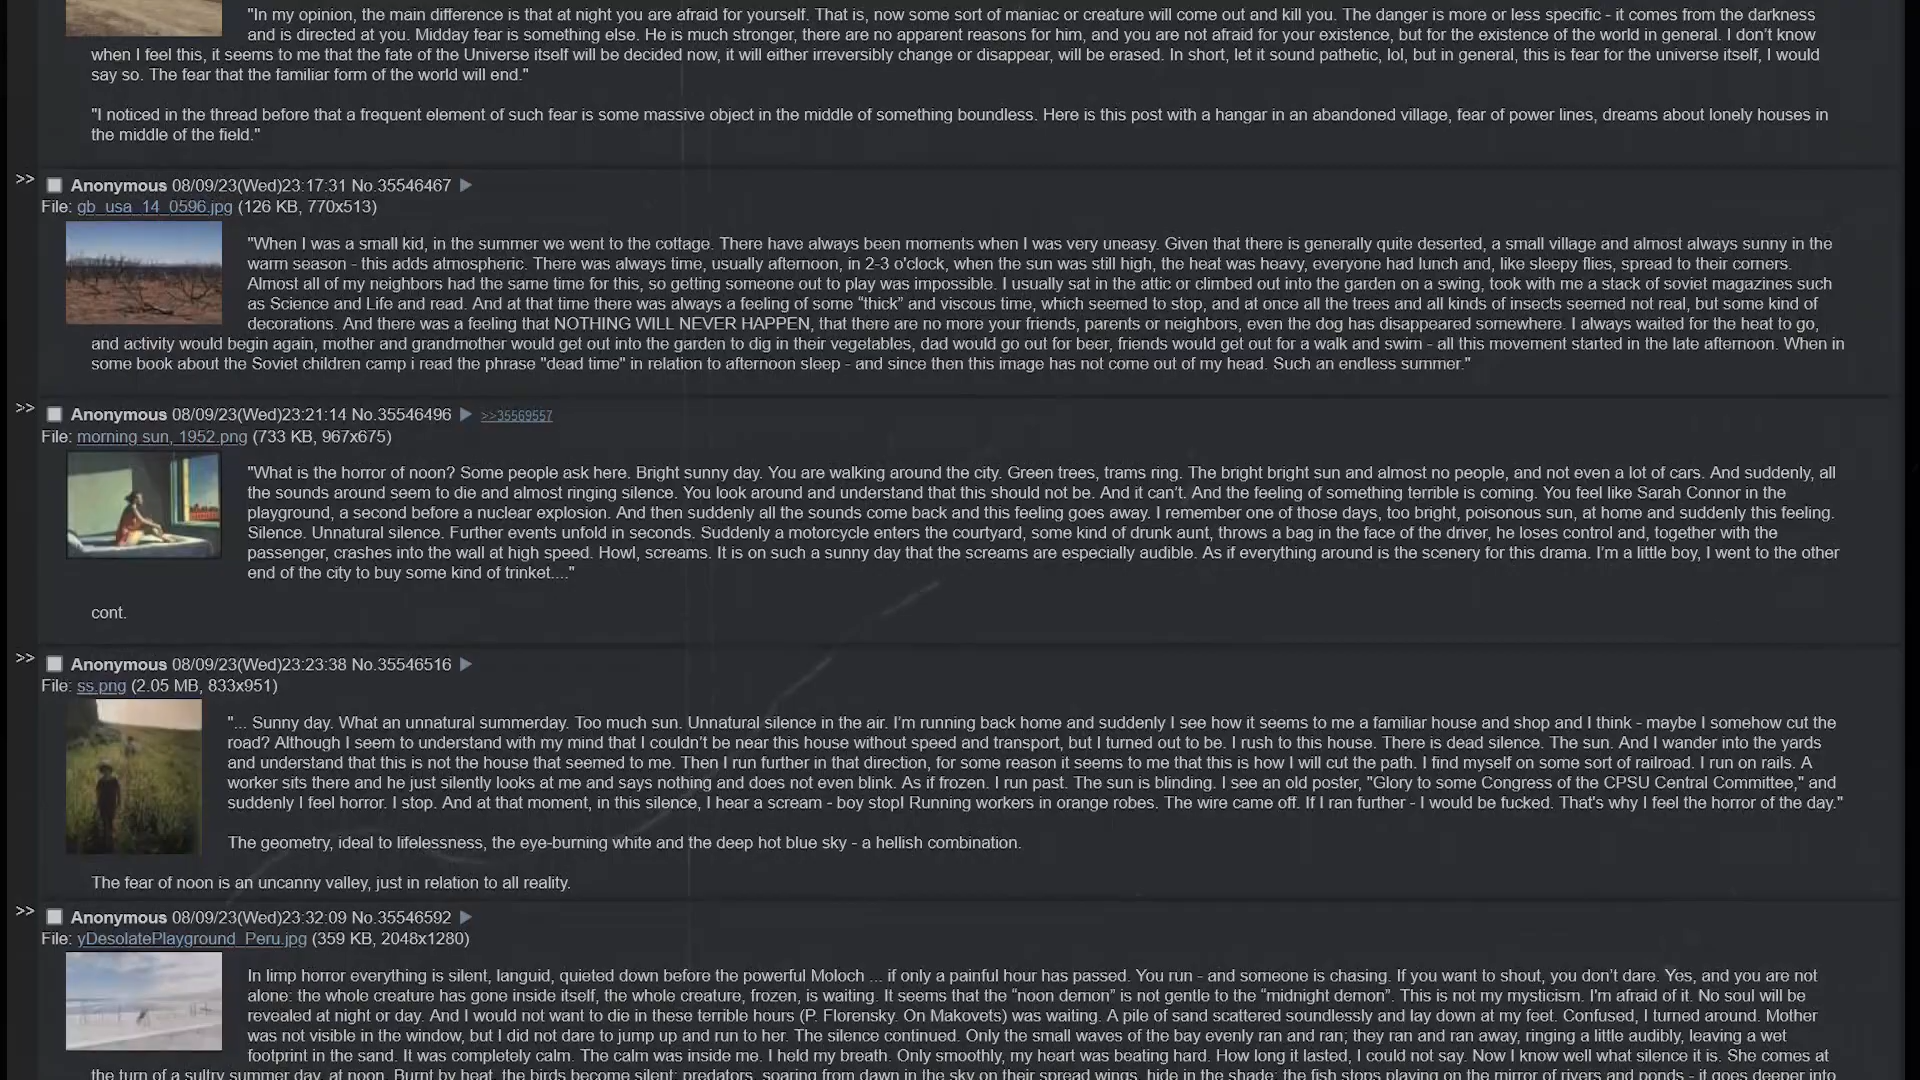 "In my opinion, the main difference is that at night you are afraid for yourself. That is, now some sort of maniac or creature will come out and kill you. The danger is more or less specific - it comes from the darkness
and is directed at you. Midday fear is something else. He is much stronger, there are no apparent reasons for him, and you are not afraid for your existence, but for the existence of the world in general. I don't know
when I feel this, it seems to me that the fate of the Universe itself will be decided now, it will either irreversibly change or disappear, will be erased. In short, let it sound pathetic, lol, but in general, this is fear for the universe itself, I would
say so. The fear that the familiar form of the world will end."
"I noticed in the thread before that a frequent element of such fear is some massive object in the middle of something boundless. Here is this post with a hangar in an abandoned village, fear of power lines, dreams about lonely houses in
the middle of the field."
>> Anonymous 08/09/23(Wed)23:17:31 No.35546467 ▶
File: gb_usa_14_0596.jpg (126 KB, 770x513)
"When I was a small kid, in the summer we went to the cottage. There have always been moments when I was very uneasy. Given that there is generally quite deserted, a small village and almost always sunny in the
warm season - this adds atmospheric. There was always time, usually afternoon, in 2-3 o'clock, when the sun was still high, the heat was heavy, everyone had lunch and, like sleepy flies, spread to their corners.
Almost all of my neighbors had the same time for this, so getting someone out to play was impossible. I usually sat in the attic or climbed out into the garden on a swing, took with me a stack of soviet magazines such
as Science and Life and read. And at that time there was always a feeling of some “thick” and viscous time, which seemed to stop, and at once all the trees and all kinds of insects seemed not real, but some kind of
decorations. And there was a feeling that NOTHING WILL NEVER HAPPEN, that there are no more your friends, parents or neighbors, even the dog has disappeared somewhere. I always waited for the heat to go,
and activity would begin again, mother and grandmother would get out into the garden to dig in their vegetables, dad would go out for beer, friends would get out for a walk and swim - all this movement started in the late afternoon. When in
some book about the Soviet children camp i read the phrase "dead time" in relation to afternoon sleep - and since then this image has not come out of my head. Such an endless summer."
>> Anonymous 08/09/23(Wed)23:21:14 No.35546496 ▶ >>35569557
File: morning sun, 1952.png (733 KB, 967x675)
"What is the horror of noon? Some people ask here. Bright sunny day. You are walking around the city. Green trees, trams ring. The bright bright sun and almost no people, and not even a lot of cars. And suddenly, all
the sounds around seem to die and almost ringing silence. You look around and understand that this should not be. And it can’t. And the feeling of something terrible is coming. You feel like Sarah Connor in the
playground, a second before a nuclear explosion. And then suddenly all the sounds come back and this feeling goes away. I remember one of those days, too bright, poisonous sun, at home and suddenly this feeling.
Silence. Unnatural silence. Further events unfold in seconds. Suddenly a motorcycle enters the courtyard, some kind of drunk aunt, throws a bag in the face of the driver, he loses control and, together with the
passenger, crashes into the wall at high speed. Howl, screams. It is on such a sunny day that the screams are especially audible. As if everything around is the scenery for this drama. I’m a little boy, I went to the other
end of the city to buy some kind of trinket...."
cont.
>> Anonymous 08/09/23(Wed)23:23:38 No.35546516 ▶
File: ss.png (2.05 MB, 833x951)
"... Sunny day. What an unnatural summerday. Too much sun. Unnatural silence in the air. I’m running back home and suddenly I see how it seems to me a familiar house and shop and I think - maybe I somehow cut the
road? Although I seem to understand with my mind that I couldn’t be near this house without speed and transport, but I turned out to be. I rush to this house. There is dead silence. The sun. And I wander into the yards
and understand that this is not the house that seemed to me. Then I run further in that direction, for some reason it seems to me that this is how I will cut the path. I find myself on some sort of railroad. I run on rails. A
worker sits there and he just silently looks at me and says nothing and does not even blink. As if frozen. I run past. The sun is blinding. I see an old poster, "Glory to some Congress of the CPSU Central Committee," and
suddenly I feel horror. I stop. And at that moment, in this silence, I hear a scream - boy stop! Running workers in orange robes. The wire came off. If I ran further - I would be fucked. That's why I feel the horror of the day."
The geometry, ideal to lifelessness, the eye-burning white and the deep hot blue sky - a hellish combination.
The fear of noon is an uncanny valley, just in relation to all reality.
>> Anonymous 08/09/23(Wed)23:32:09 No.35546592 ▶
File: yDesolatePlayground_Peru.jpg (359 KB, 2048x1280)
In limp horror everything is silent, languid, quieted down before the powerful Moloch ... if only a painful hour has passed. You run - and someone is chasing. If you want to shout, you don’t dare. Yes, and you are not
alone: the whole creature has gone inside itself, the whole creature, frozen, is waiting. It seems that the “noon demon” is not gentle to the “midnight demon”. This is not my mysticism. I'm afraid of it. No soul will be
revealed at night or day. And I would not want to die in these terrible hours (P. Florensky. On Makovets) was waiting. A pile of sand scattered soundlessly and lay down at my feet. Confused, I turned around. Mother
was not visible in the window, but I did not dare to jump up and run to her. The silence continued. Only the small waves of the bay evenly ran and ran; they ran and ran away, ringing a little audibly, leaving a wet
footprint in the sand. It was completely calm. The calm was inside me. I held my breath. Only smoothly, my heart was beating hard. How long it lasted, I could not say. Now I know well what silence it is. She comes at
the turn of a sultry summer day, at noon. Burnt by heat, the birds become silent; predators, soaring from dawn in the sky on their spread wings, hide in the shade; the fish stops playing on the mirror of rivers and ponds - it goes deeper into